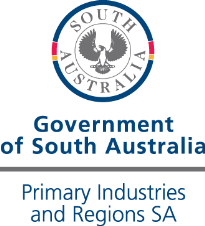 SOUTH
AUSTRALIA
Government
of South Australia
Primary Industries
and Regions SA